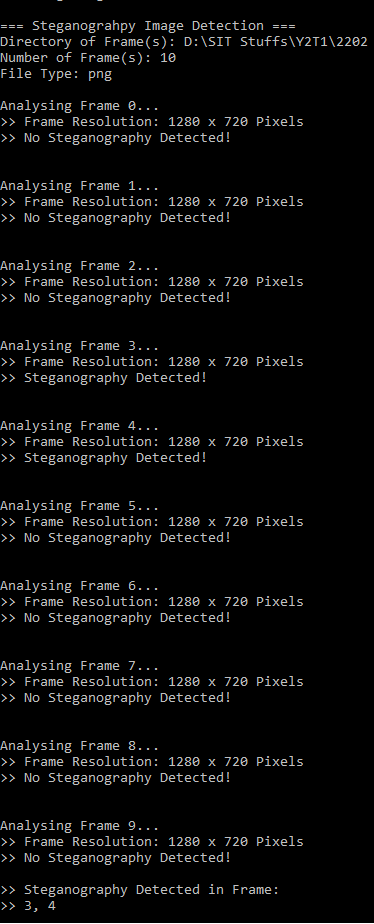 === Steganograhpy Image Detection ===
Directory of Frame(s): D:\SIT Stuffs\Y2T1\2202
Number of Frame(s): 10
File Type: png
Analysing Frame 0...
>> Frame Resolution: 1280 x 720 Pixels
>> No Steganography Detected!
Analysing Frame 1...
>> Frame Resolution: 1280 x 720 Pixels
>> No Steganography Detected!
Analysing Frame 2...
>> Frame Resolution: 1280 x 720 Pixels
>> No Steganography Detected!
Analysing Frame 3...
>> Frame Resolution: 1280 x 720 Pixels
>> Steganography Detected!
Analysing Frame 4...
>> Frame Resolution: 1280 x 720 Pixels
>> Steganography Detected!
Analysing Frame 5...
>> Frame Resolution: 1280 x 720 Pixels
>> No Steganography Detected!
Analysing Frame 6...
>> Frame Resolution: 1280 x 720 Pixels
>> No Steganography Detected!
Analysing Frame 7...
>> Frame Resolution: 1280 x 720 Pixels
>> No Steganography Detected!
Analysing Frame 8...
>> Frame Resolution: 1280 x 720 Pixels
>> No Steganography Detected!
Analysing Frame 9...
>> Frame Resolution: 1280 x 720 Pixels
>> No Steganography Detected!
>> Steganography Detected in Frame:
>> 3, 4